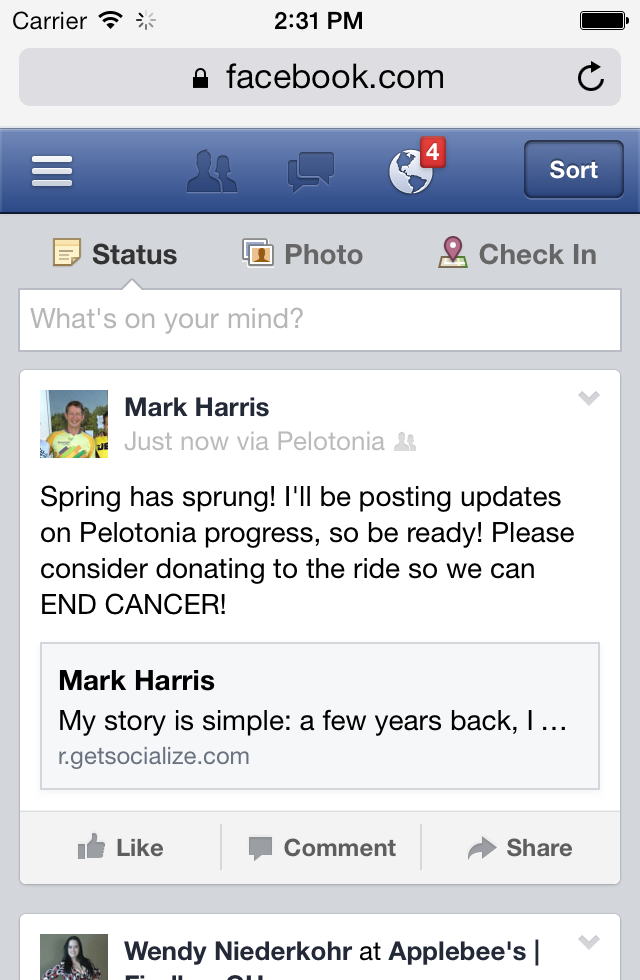 Carrier 2:31 PM
facebook.com
4 Sort
Status Photo Check In
What's on your mind?
Mark Harris
Just now via Pelotonia
Spring has sprung! I'll be posting updates
on Pelotonia progress, so be ready! Please
consider donating to the ride so we can
END CANCER!
Mark Harris
My story is simple: a few years back, I ...
r.getsocialize.com
Like Comment Share
Wendy Niederkohr at Applebee's |